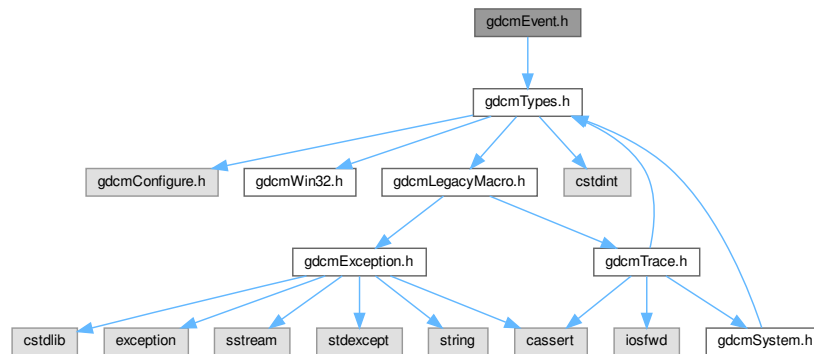 gdcmEvent.h
gdcmTypes.h
gdcmConfigure.h
gdcmWin32.h
gdcmLegacyMacro.h
cstdint
gdcmException.h
gdcmTrace.h
cstdlib
exception
sstream
stdexcept
string
cassert
iosfwd
gdcmSystem.h